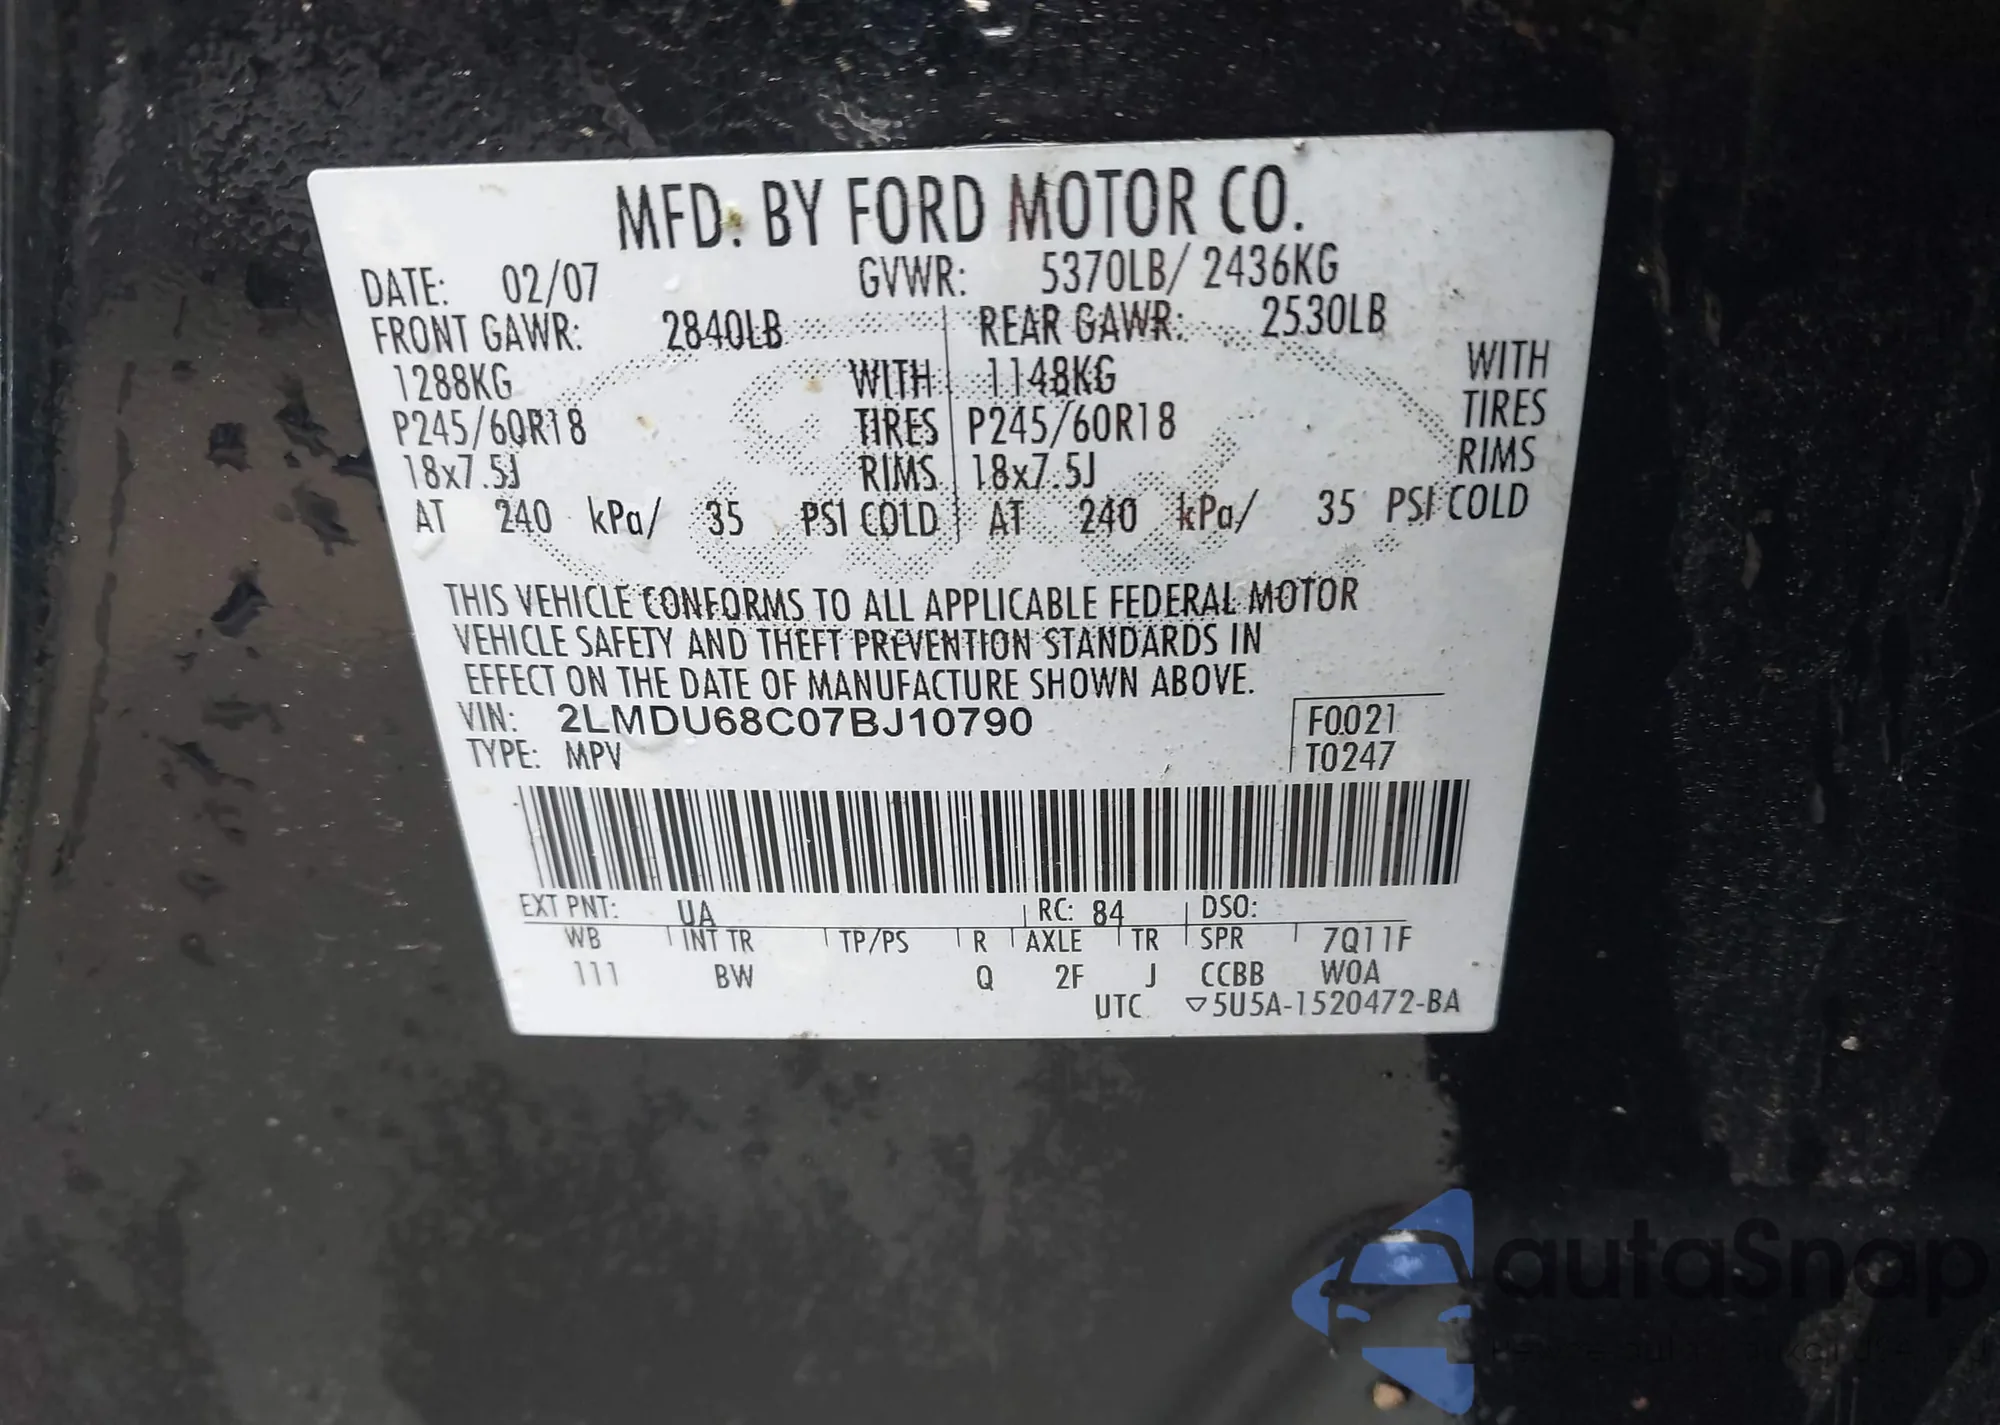 MFD. BY FORD MOTOR CO.
DATE: 02/07 GVWR: 5370LB/ 2436KG
FRONT GAWR: 2840LB REAR GAWR: 2530LB
1288KG WITH 1148KG WITH
P245/60R18 TIRES P245/60R18 TIRES
18x7.5J RIMS 18x7.5J RIMS
AT 240 kPa/ 35 PSI COLD AT 240 kPa/ 35 PSI COLD
THIS VEHICLE CONFORMS TO ALL APPLICABLE FEDERAL MOTOR
VEHICLE SAFETY AND THEFT PREVENTION STANDARDS IN
EFFECT ON THE DATE OF MANUFACTURE SHOWN ABOVE.
VIN: 2LMDU68C07BJ10790 F0021
TYPE: MPV T0247
EXT PNT: UA RC: 84 DSO:
WB INT TR TP/PS R AXLE TR SPR 7Q11F
111 BW Q 2F J CCBB WOA
UTC ▽5U5A-1520472-BA
autaSnap